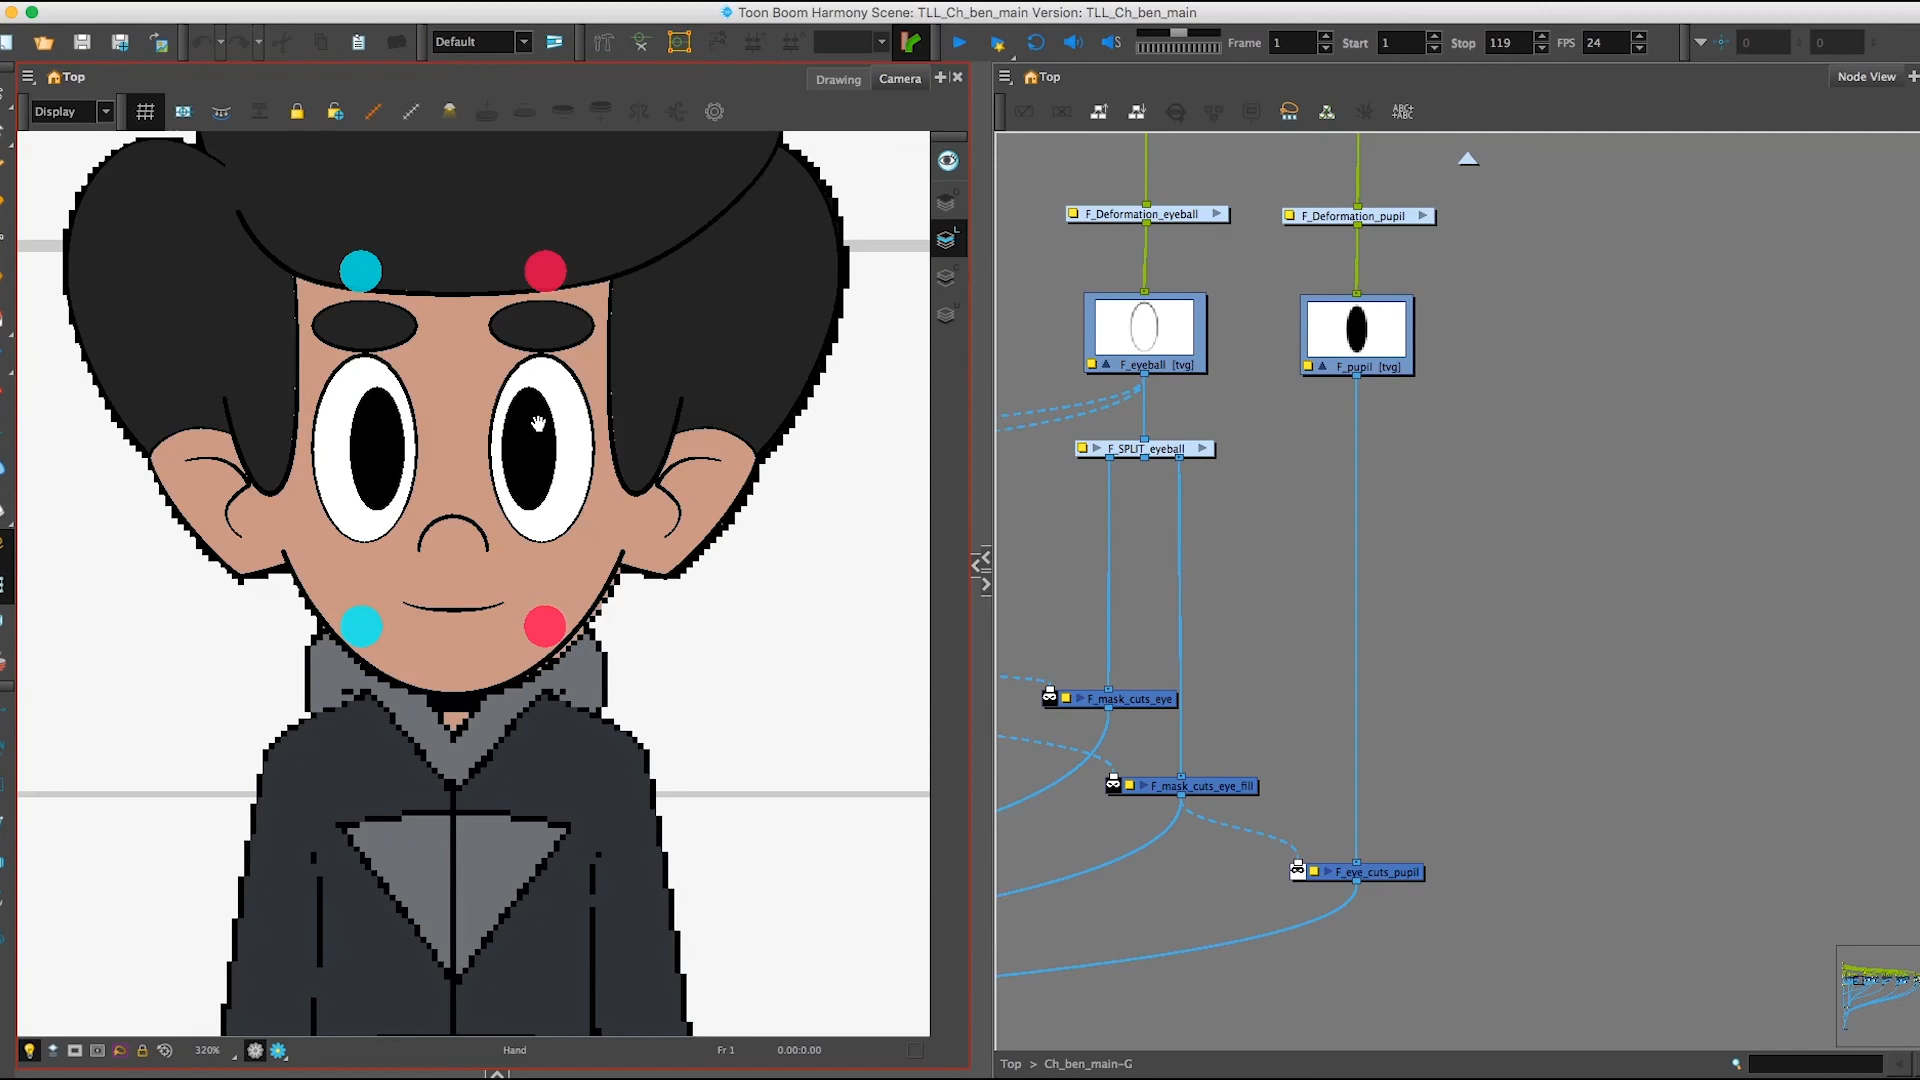 Toon Boom Harmony Scene: TLL_Ch_ben_main Version: TLL_Ch_ben_main
Default
Frame 1 Start 1 Stop 119 FPS 24 0 0
Top
Drawing
Camera
Top
Node View
Display
ABC+
+ABC
F_Deformation_eyeball
F_Deformation_pupil
F_eyeball [tvg]
F_pupil [tvg]
F_SPLIT_eyeball
F_mask_cuts_eye
F_mask_cuts_eye_fill
F_eye_cuts_pupil
320%
Hand
Fr 1
0.00:0.00
Top > Ch_ben_main-G